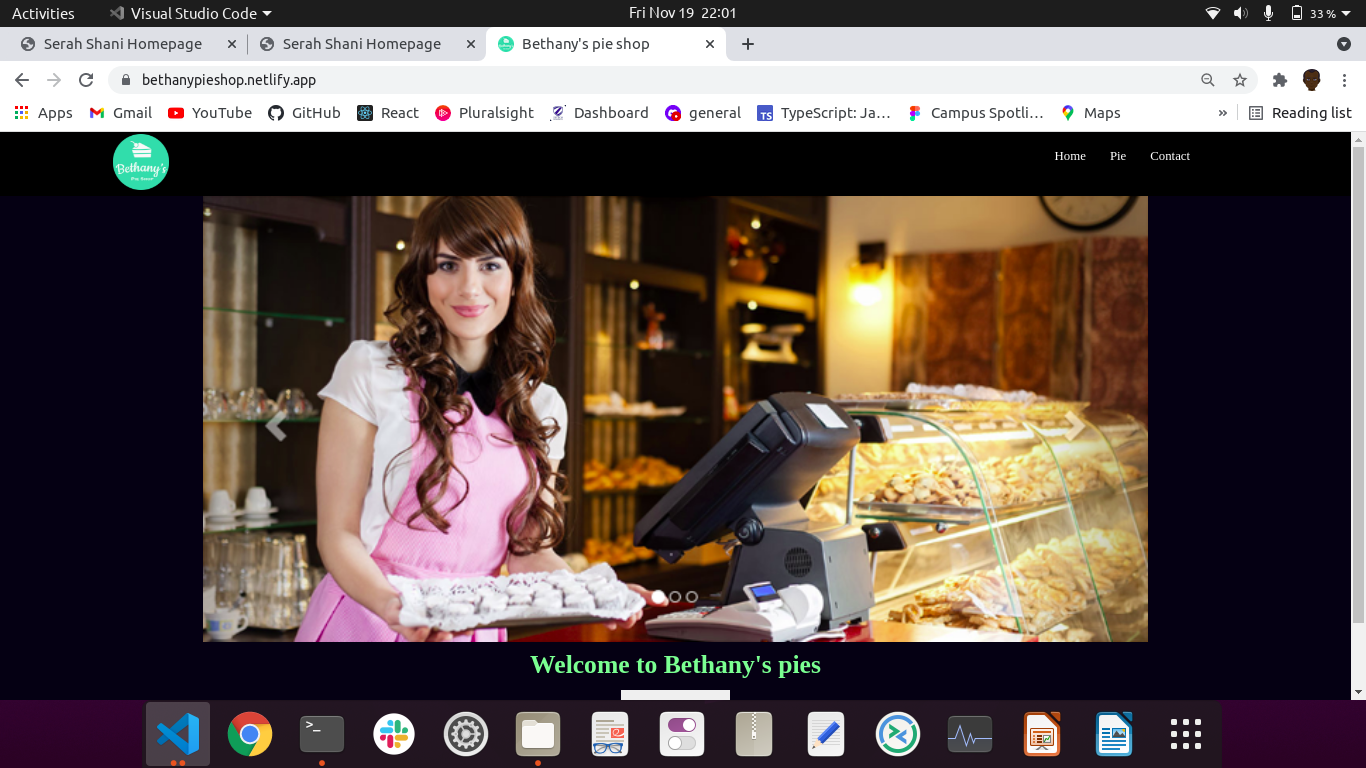 Activities Visual Studio Code Fri Nov 19 22:01 33 %
Serah Shani Homepage Serah Shani Homepage Bethany's pie shop
bethanypieshop.netlify.app
Apps Gmail YouTube GitHub React Pluralsight Dashboard general TypeScript: Ja… Campus Spotli… Maps » Reading list
Bethany's
Pie Shop
Home Pie Contact
Welcome to Bethany's pies